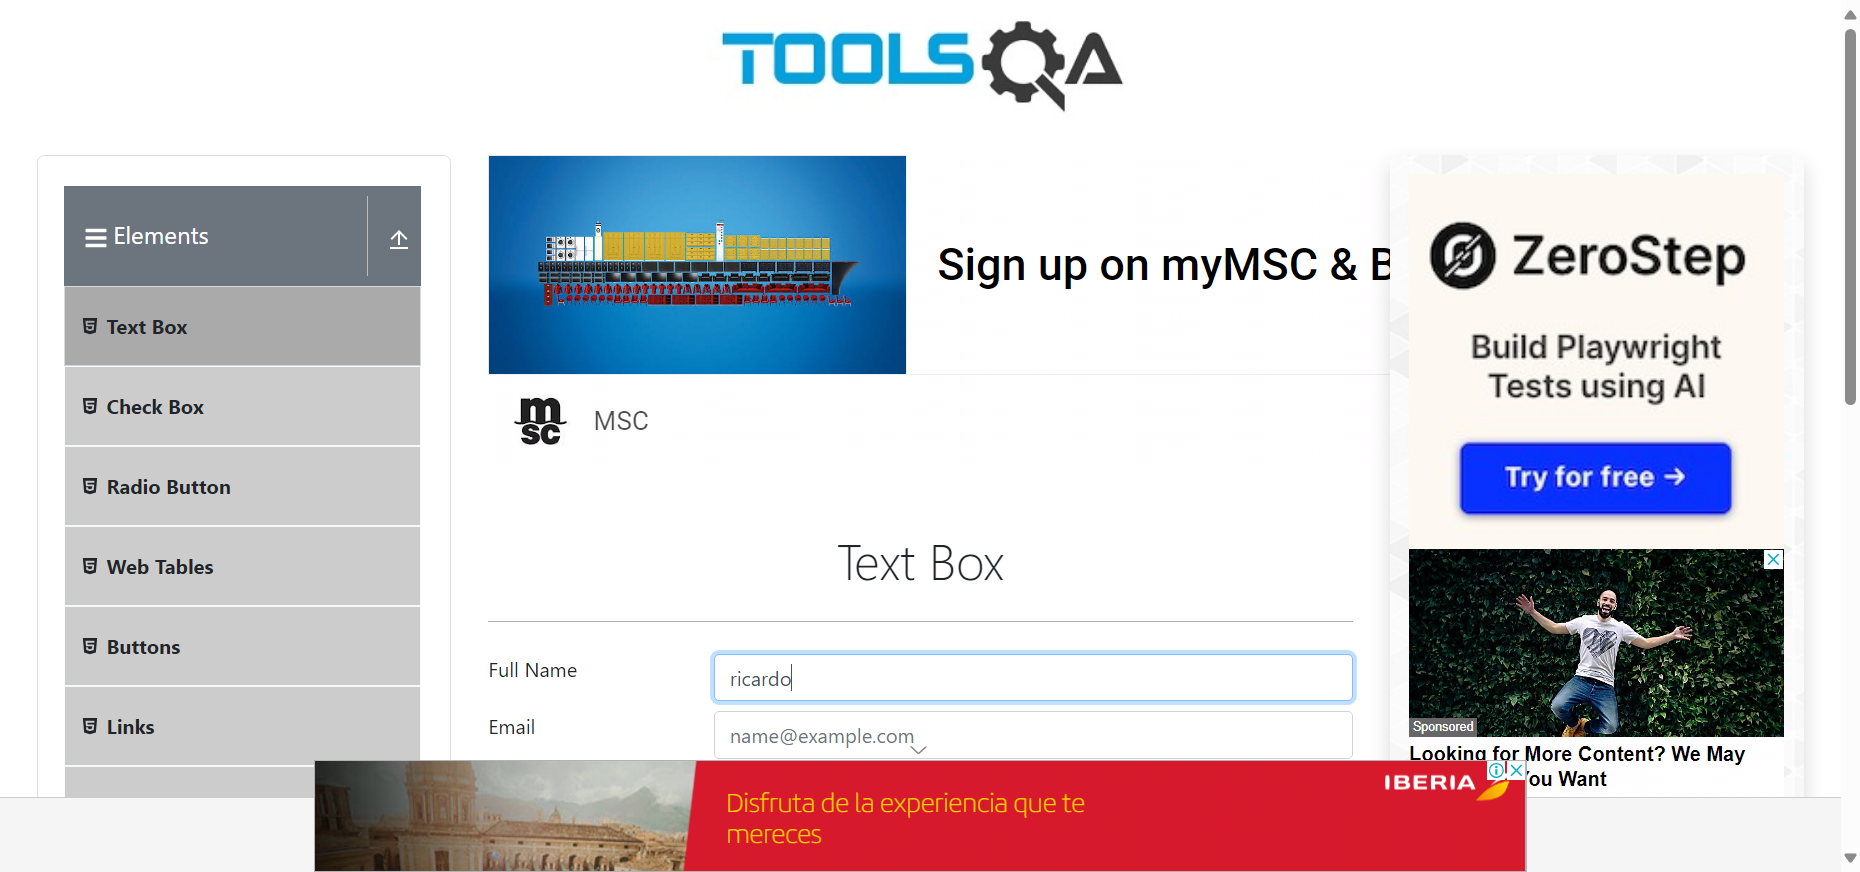 TOOLSQA
Elements
Text Box
Check Box
Radio Button
Web Tables
Buttons
Links
Sign up on myMSC & B
msc
MSC
Text Box
Full Name
ricardo
Email
name@example.com
ZeroStep
Build Playwright
Tests using AI
Try for free →
Sponsored
Looking for More Content? We May
You Want
Disfruta de la experiencia que te
mereces
IBERIA